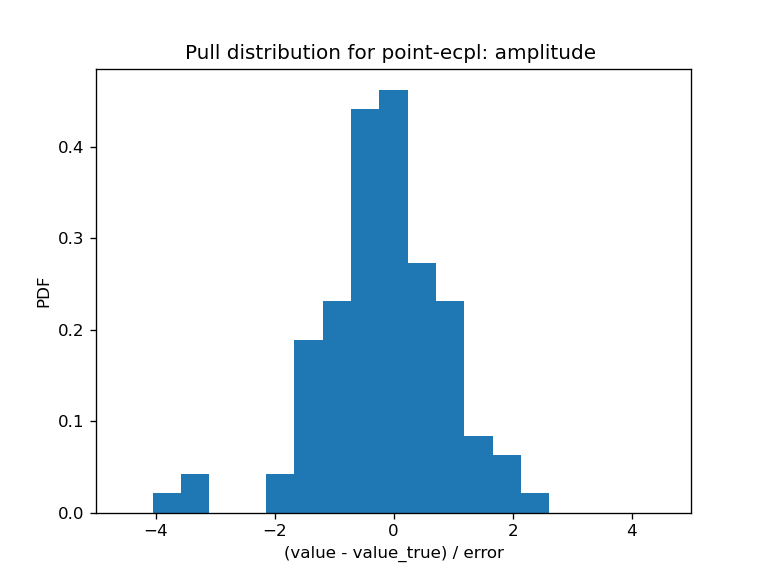 Pull distribution for point-ecpl: amplitude
0.4
0.3
0.2
0.1
0.0
−4 −2 0 2 4
PDF
(value - value_true) / error